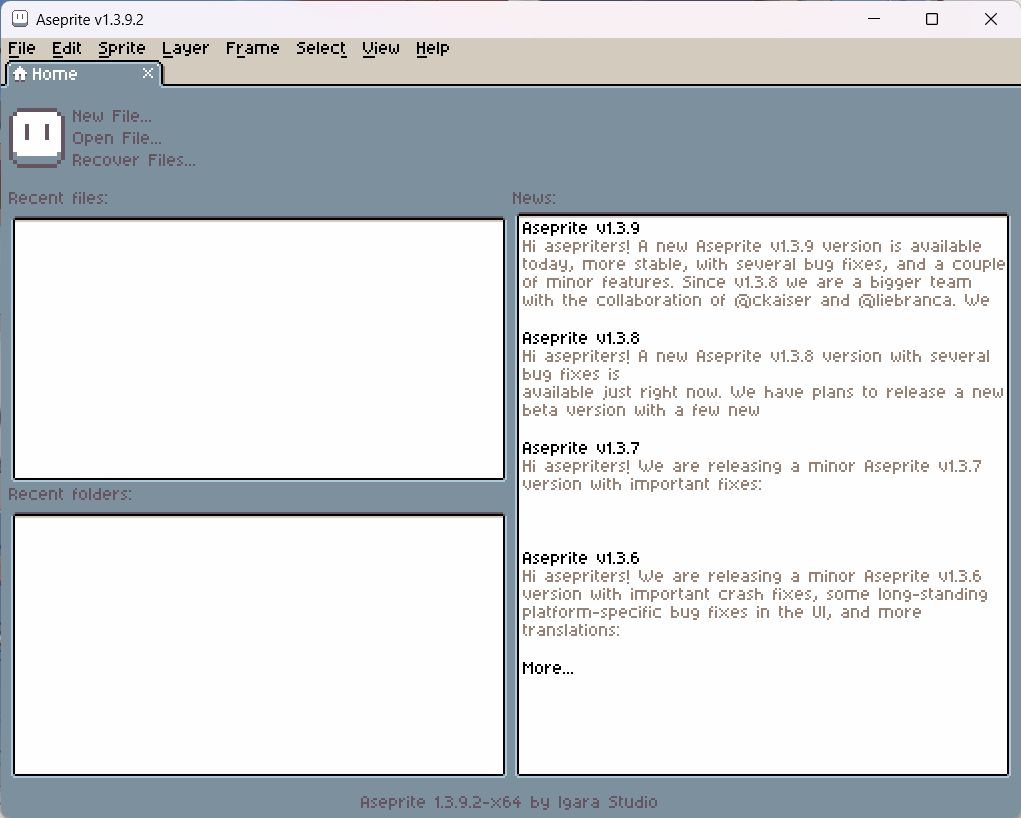 Aseprite v1.3.9.2
File Edit Sprite Layer Frame Select View Help
Home
New File...
Open File...
Recover Files...
Recent files:
Recent folders:
News:
Aseprite v1.3.9
Hi asepriters! A new Aseprite v1.3.9 version is available
today, more stable, with several bug fixes, and a couple
of minor features. Since v1.3.8 we are a bigger team
with the collaboration of @ckaiser and @liebranca. We
Aseprite v1.3.8
Hi asepriters! A new Aseprite v1.3.8 version with several
bug fixes is
available just right now. We have plans to release a new
beta version with a few new
Aseprite v1.3.7
Hi asepriters! We are releasing a minor Aseprite v1.3.7
version with important fixes:
Aseprite v1.3.6
Hi asepriters! We are releasing a minor Aseprite v1.3.6
version with important crash fixes, some long-standing
platform-specific bug fixes in the UI, and more
translations:
More...
Aseprite 1.3.9.2-x64 by Igara Studio